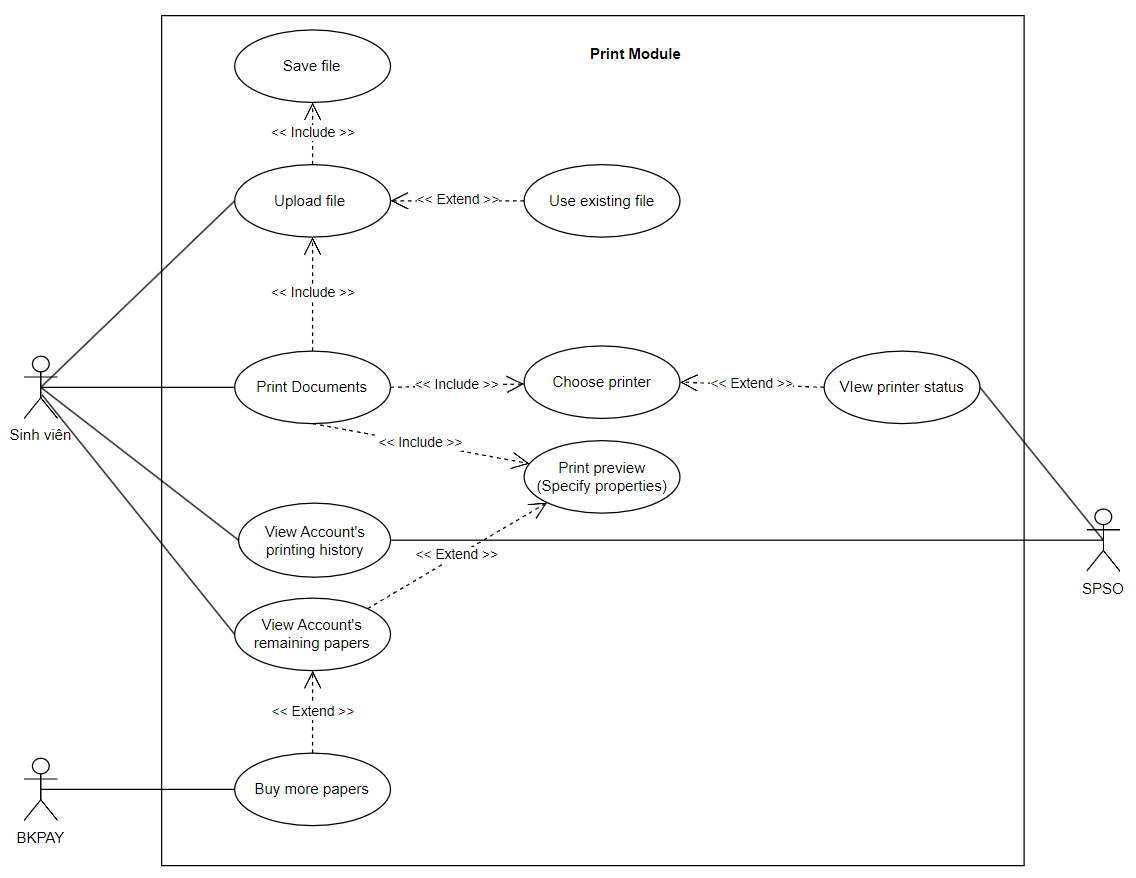 Print Module
Save file
<< Include >>
Upload file
<< Extend >>
Use existing file
<< Include >>
Sinh viên
Print Documents
<< Include >>
Choose printer
<< Extend >>
VIew printer status
<< Include >>
Print preview
(Specify properties)
View Account's
printing history
<< Extend >>
SPSO
View Account's
remaining papers
<< Extend >>
Buy more papers
BKPAY